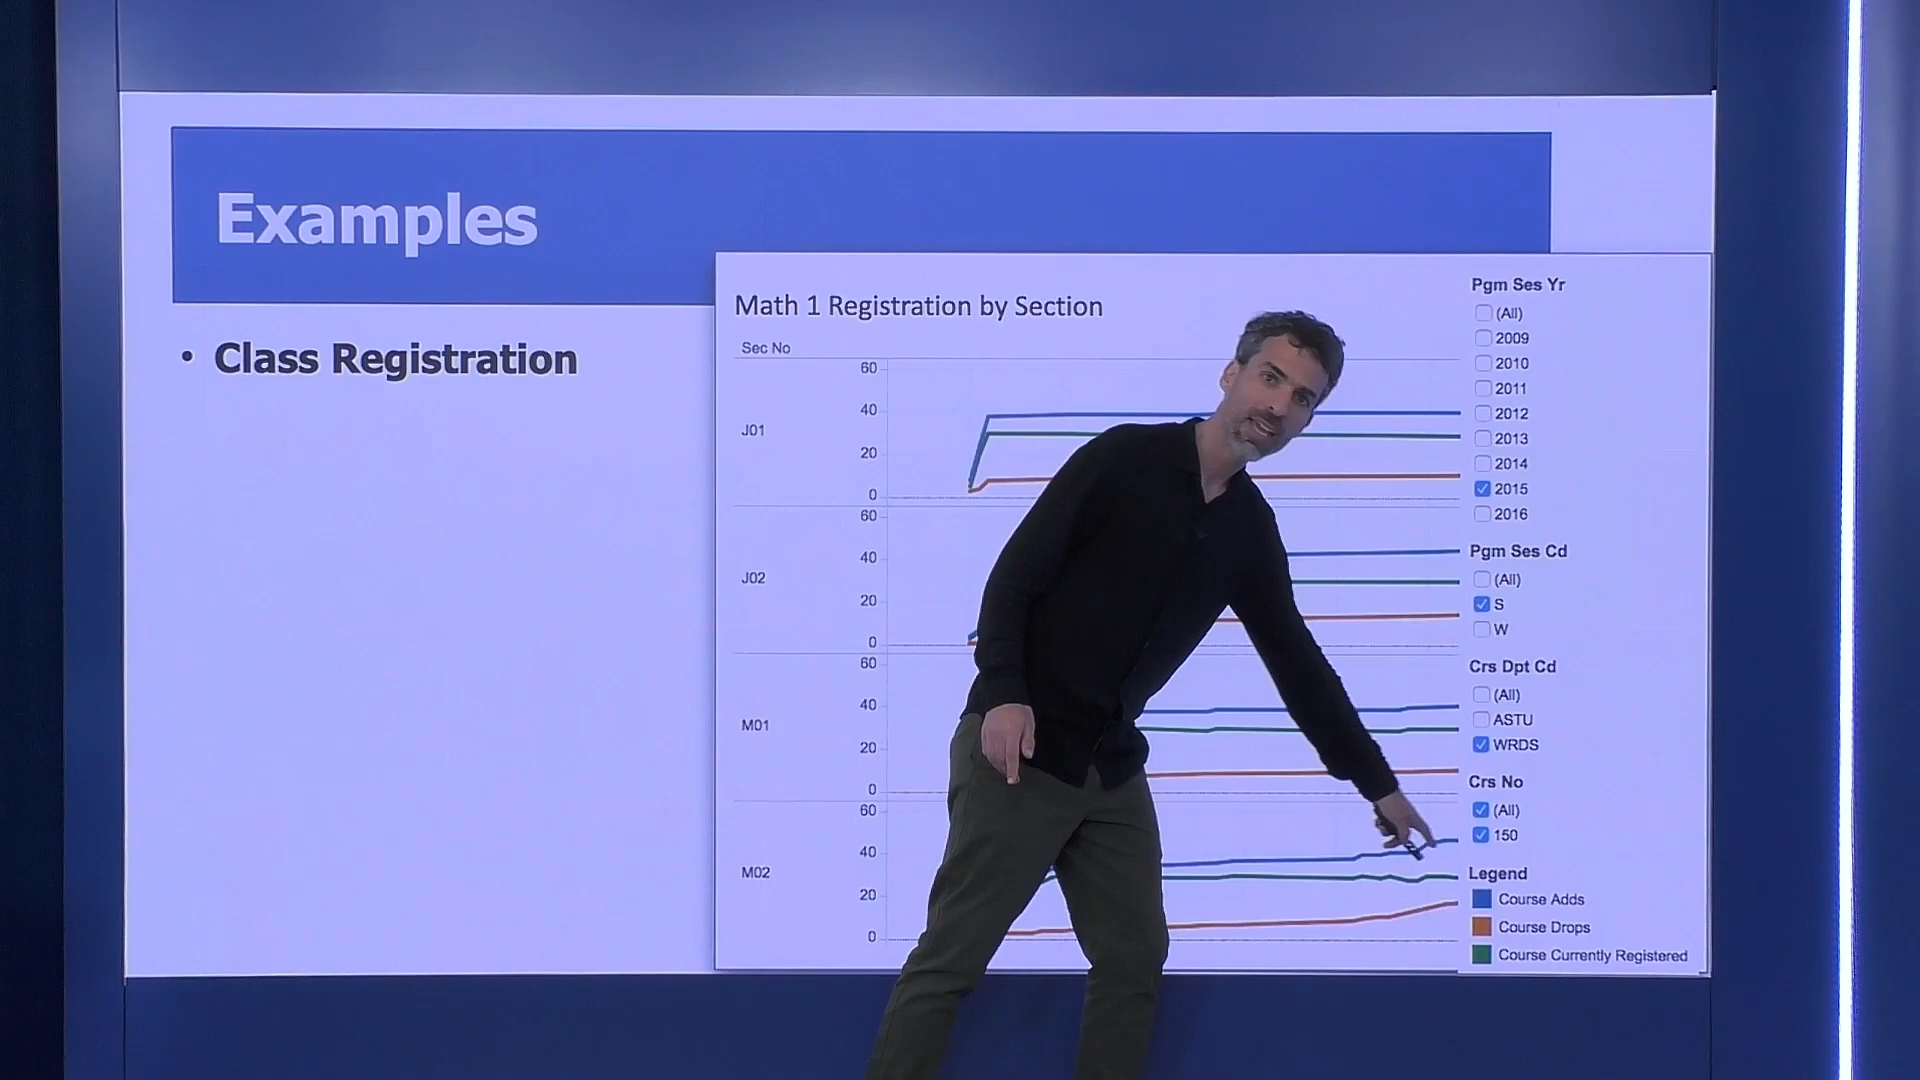 Examples
• Class Registration
Math 1 Registration by Section
Sec No
J01
60
40
20
0
J02
60
40
20
0
M01
60
40
20
0
M02
60
40
20
0
Pgm Ses Yr
(All)
2009
2010
2011
2012
2013
2014
2015
2016
Pgm Ses Cd
(All)
S
W
Crs Dpt Cd
(All)
ASTU
WRDS
Crs No
(All)
150
Legend
Course Adds
Course Drops
Course Currently Registered